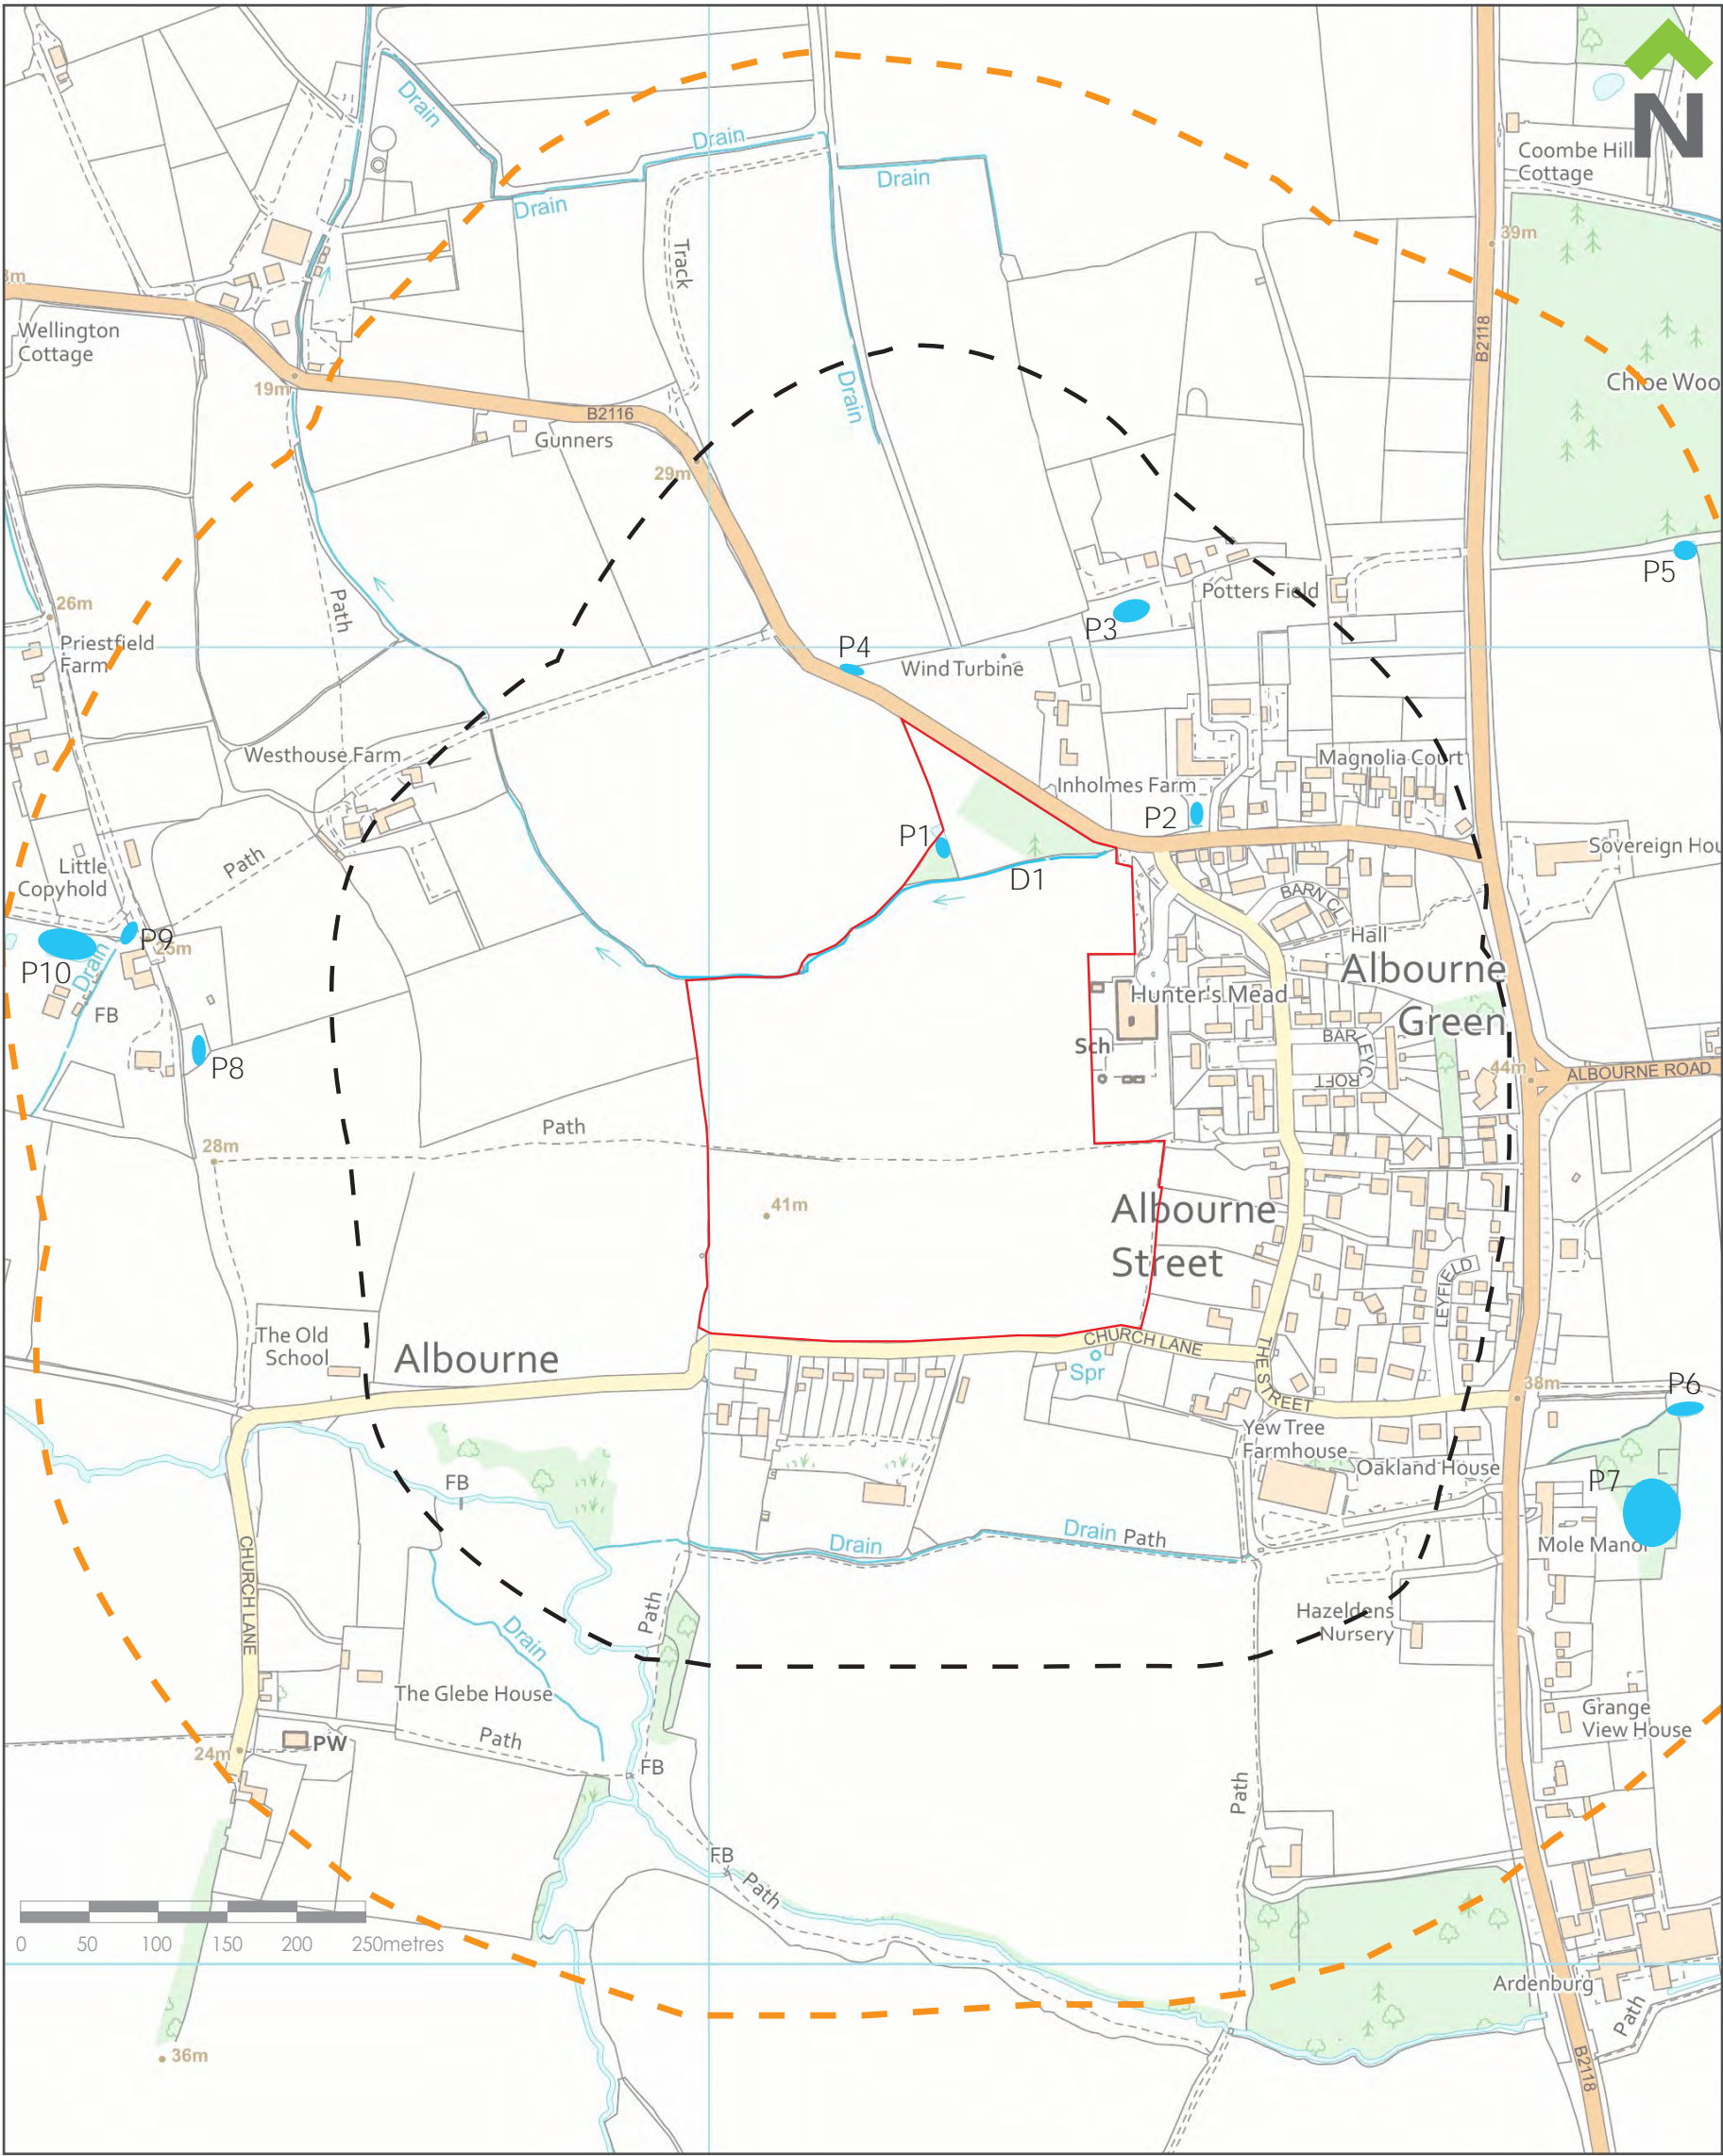 N
Drain
Drain
Drain
Drain
Coombe Hill
Cottage
39m
Track
Wellington
Cottage
B2118
19m
B2116
Gunners
Drain
29m
Path
P5
26m
Priestfield
Farm
Potters Field
P3
P4
Wind Turbine
Westhouse Farm
Magnolia Court
Inholmes Farm
P2
P1
Path
Little
Copyhold
D1
BARN CL
P9
25m
P10
Drain
FB
Hall
Albourne
Green
Hunter's Mead
Sch
P8
44m
ALBOURNE ROAD
Path
28m
41m
Albourne
Street
The Old
School
Albourne
CHURCH LANE
Spr
THE STREET
38m
P6
Yew Tree
Farmhouse
Oakland House
P7
FB
Drain
Drain
Path
Mole Manor
CHURCH LANE
Path
Drain
Hazeldens
Nursery
The Glebe House
Grange
View House
PW
Path
24m
FB
Path
FB
Path
0 50 100 150 200 250metres
Ardenburg
Path
36m
B2118